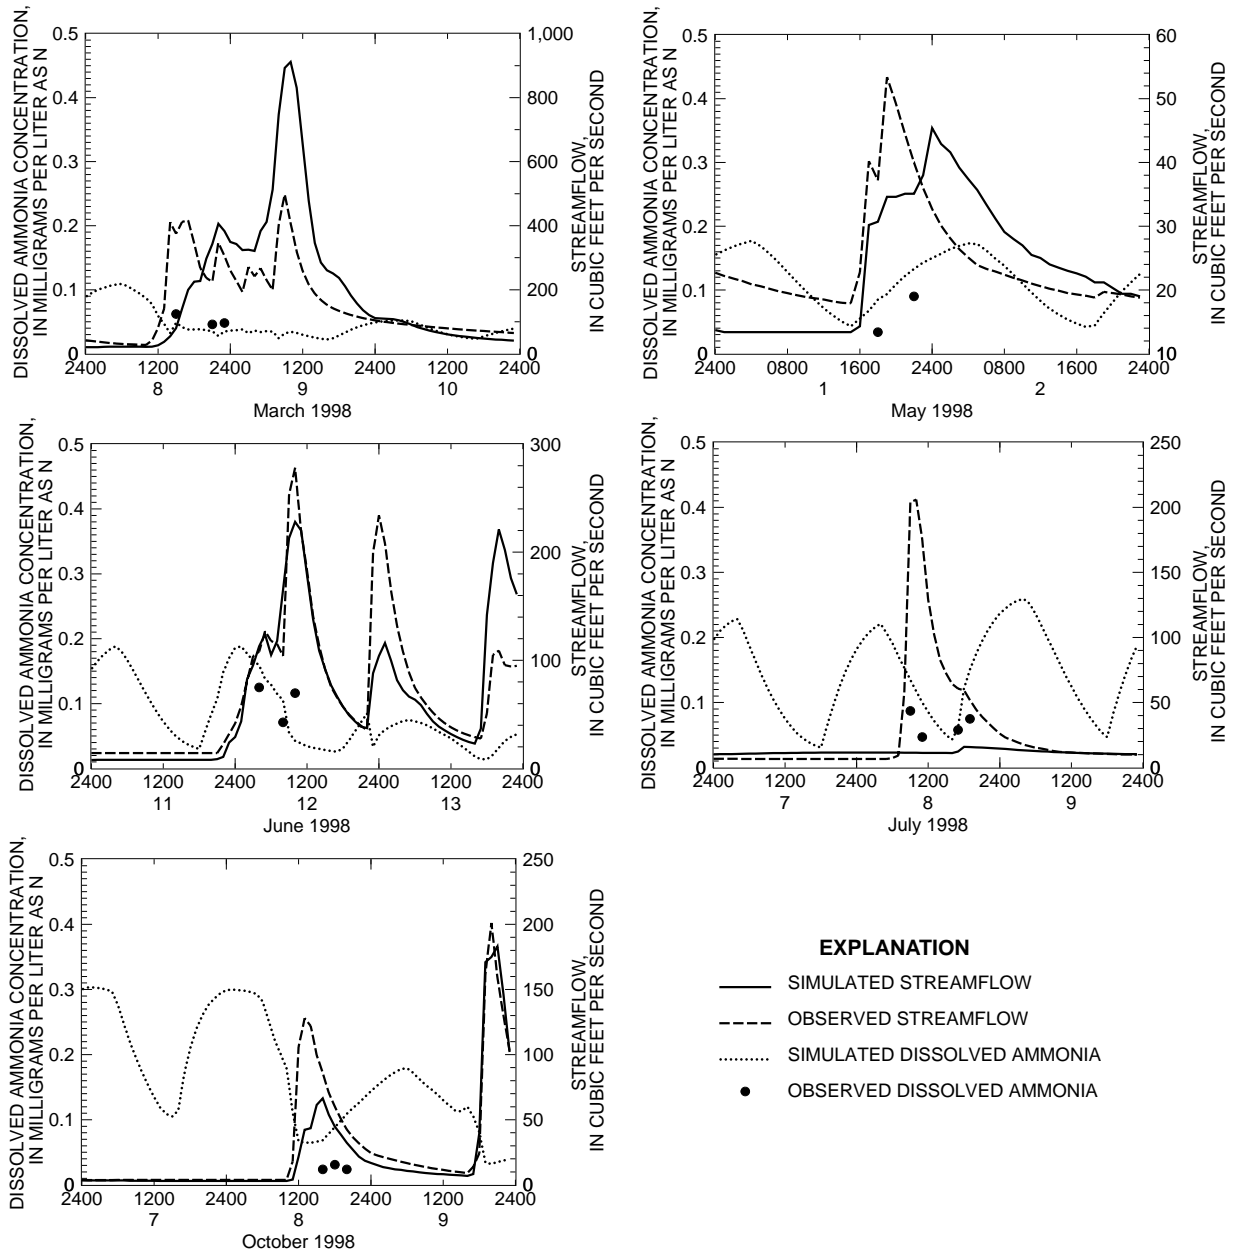 DISSOLVED AMMONIA CONCENTRATION,
IN MILLIGRAMS PER LITER AS N
0.5
0.4
0.3
0.2
0.1
0
1,000
800
600
400
200
0
STREAMFLOW,
IN CUBIC FEET PER SECOND
2400 1200 2400 1200 2400 1200 2400
8 9 10
March 1998
DISSOLVED AMMONIA CONCENTRATION,
IN MILLIGRAMS PER LITER AS N
0.5
0.4
0.3
0.2
0.1
0
60
50
40
30
20
10
STREAMFLOW,
IN CUBIC FEET PER SECOND
2400 0800 1600 2400 0800 1600 2400
1 2
May 1998
DISSOLVED AMMONIA CONCENTRATION,
IN MILLIGRAMS PER LITER AS N
0.5
0.4
0.3
0.2
0.1
0
300
200
100
0
STREAMFLOW,
IN CUBIC FEET PER SECOND
2400 1200 2400 1200 2400 1200 2400
11 12 13
June 1998
DISSOLVED AMMONIA CONCENTRATION,
IN MILLIGRAMS PER LITER AS N
0.5
0.4
0.3
0.2
0.1
0
250
200
150
100
50
0
STREAMFLOW,
IN CUBIC FEET PER SECOND
2400 1200 2400 1200 2400 1200 2400
7 8 9
July 1998
DISSOLVED AMMONIA CONCENTRATION,
IN MILLIGRAMS PER LITER AS N
0.5
0.4
0.3
0.2
0.1
0
250
200
150
100
50
0
STREAMFLOW,
IN CUBIC FEET PER SECOND
2400 1200 2400 1200 2400 1200 2400
7 8 9
October 1998
EXPLANATION
SIMULATED STREAMFLOW
OBSERVED STREAMFLOW
SIMULATED DISSOLVED AMMONIA
OBSERVED DISSOLVED AMMONIA